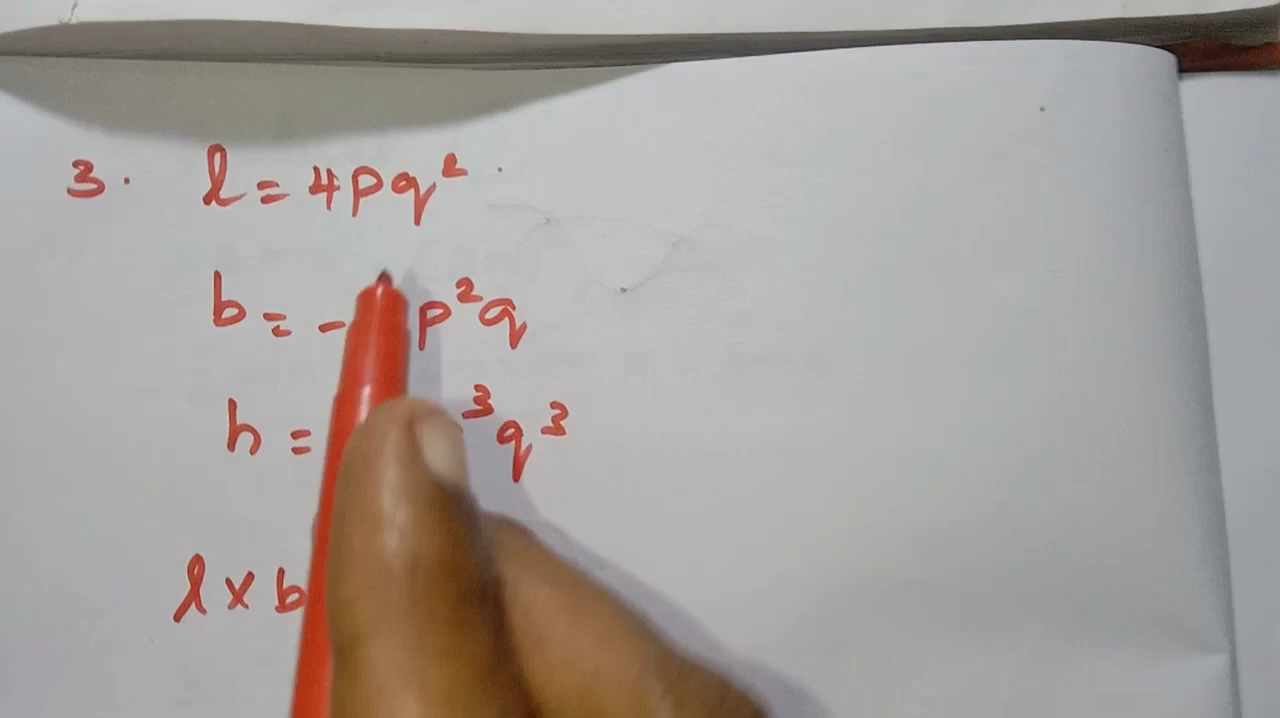 3. l = 4pq²
b = - p²q
h = ³q³
l × b